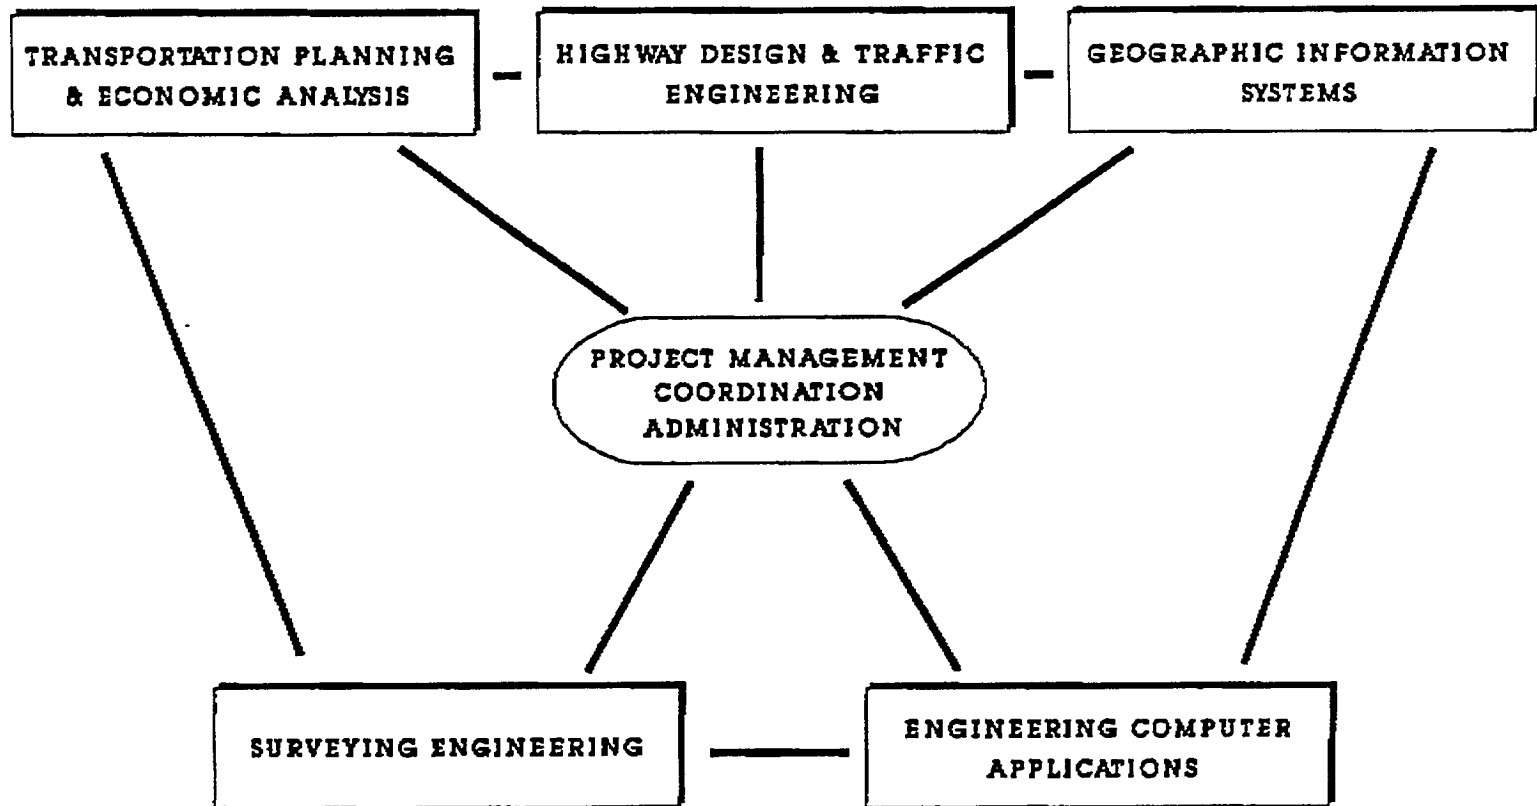 TRANSPORTATION PLANNING
& ECONOMIC ANALYSIS
HIGHWAY DESIGN & TRAFFIC
ENGINEERING
GEOGRAPHIC INFORMATION
SYSTEMS
PROJECT MANAGEMENT
COORDINATION
ADMINISTRATION
SURVEYING ENGINEERING
ENGINEERING COMPUTER
APPLICATIONS